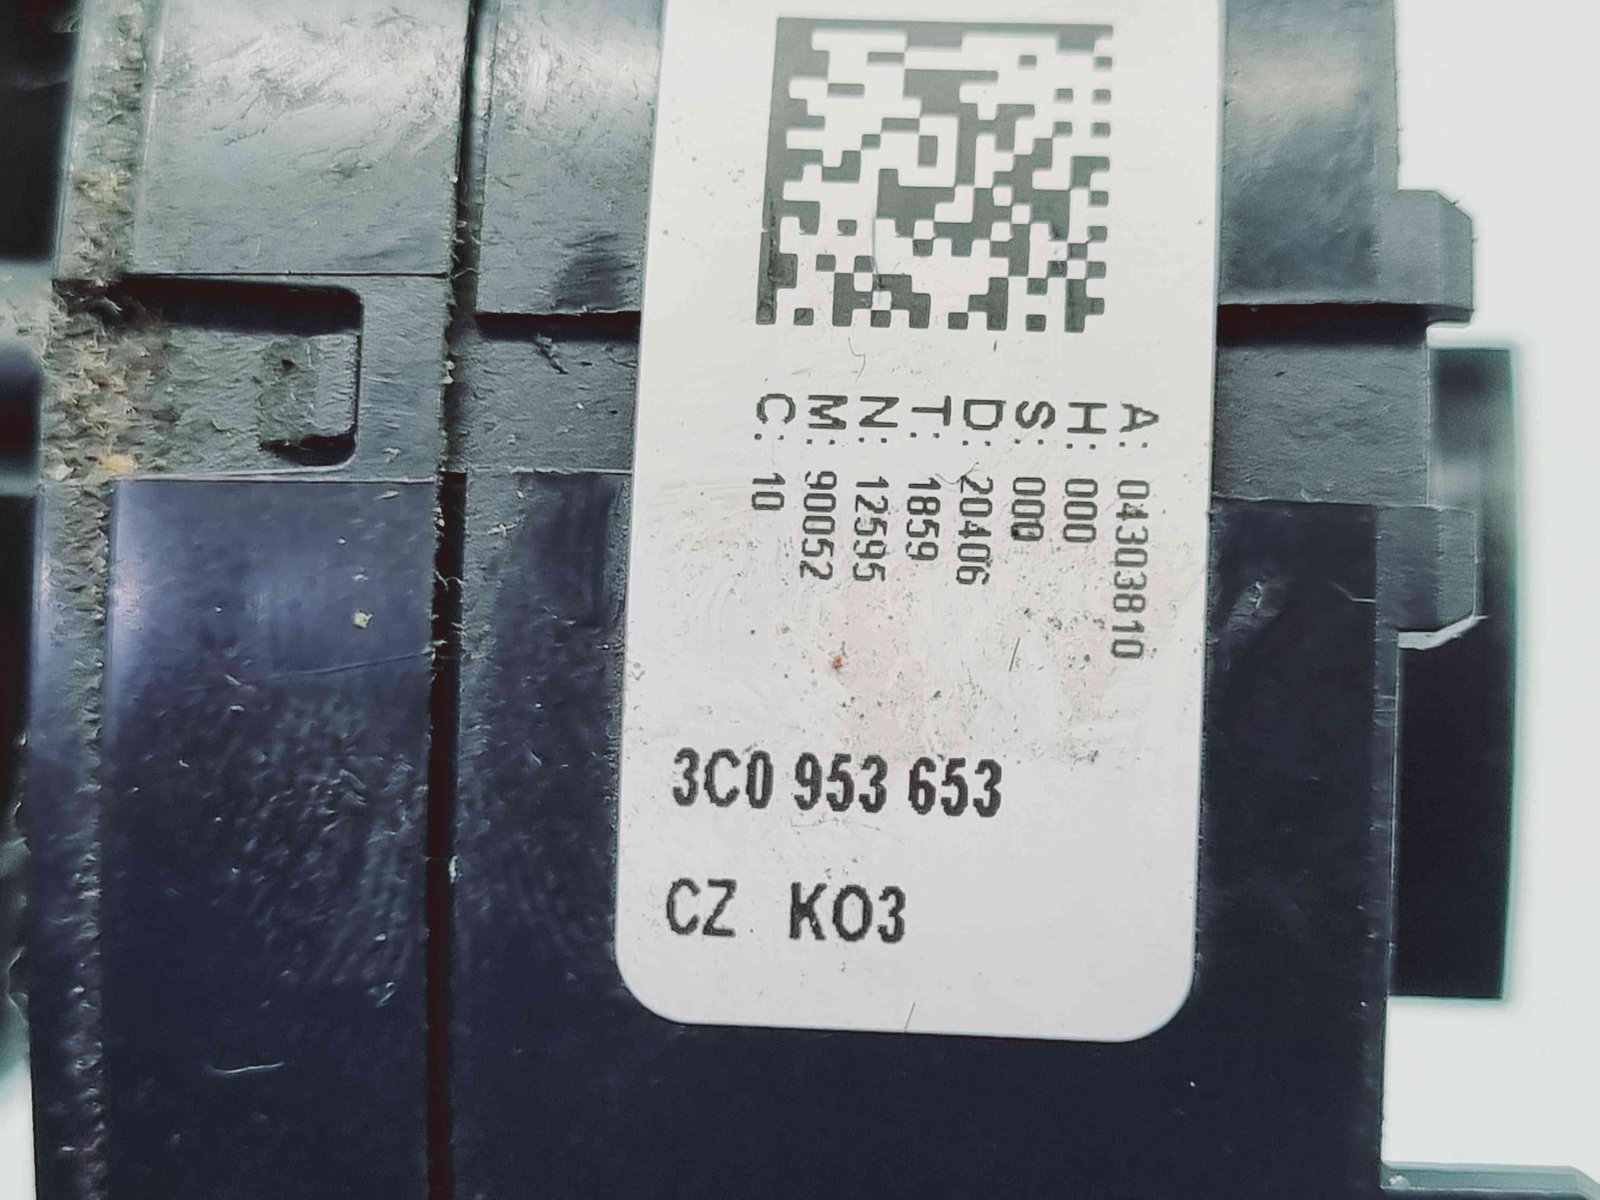 A: 04303810
H: 000
S: 000
D: 20406
T: 1859
N: 12595
M: 90052
C: 10
3C0 953 653
CZ KO3